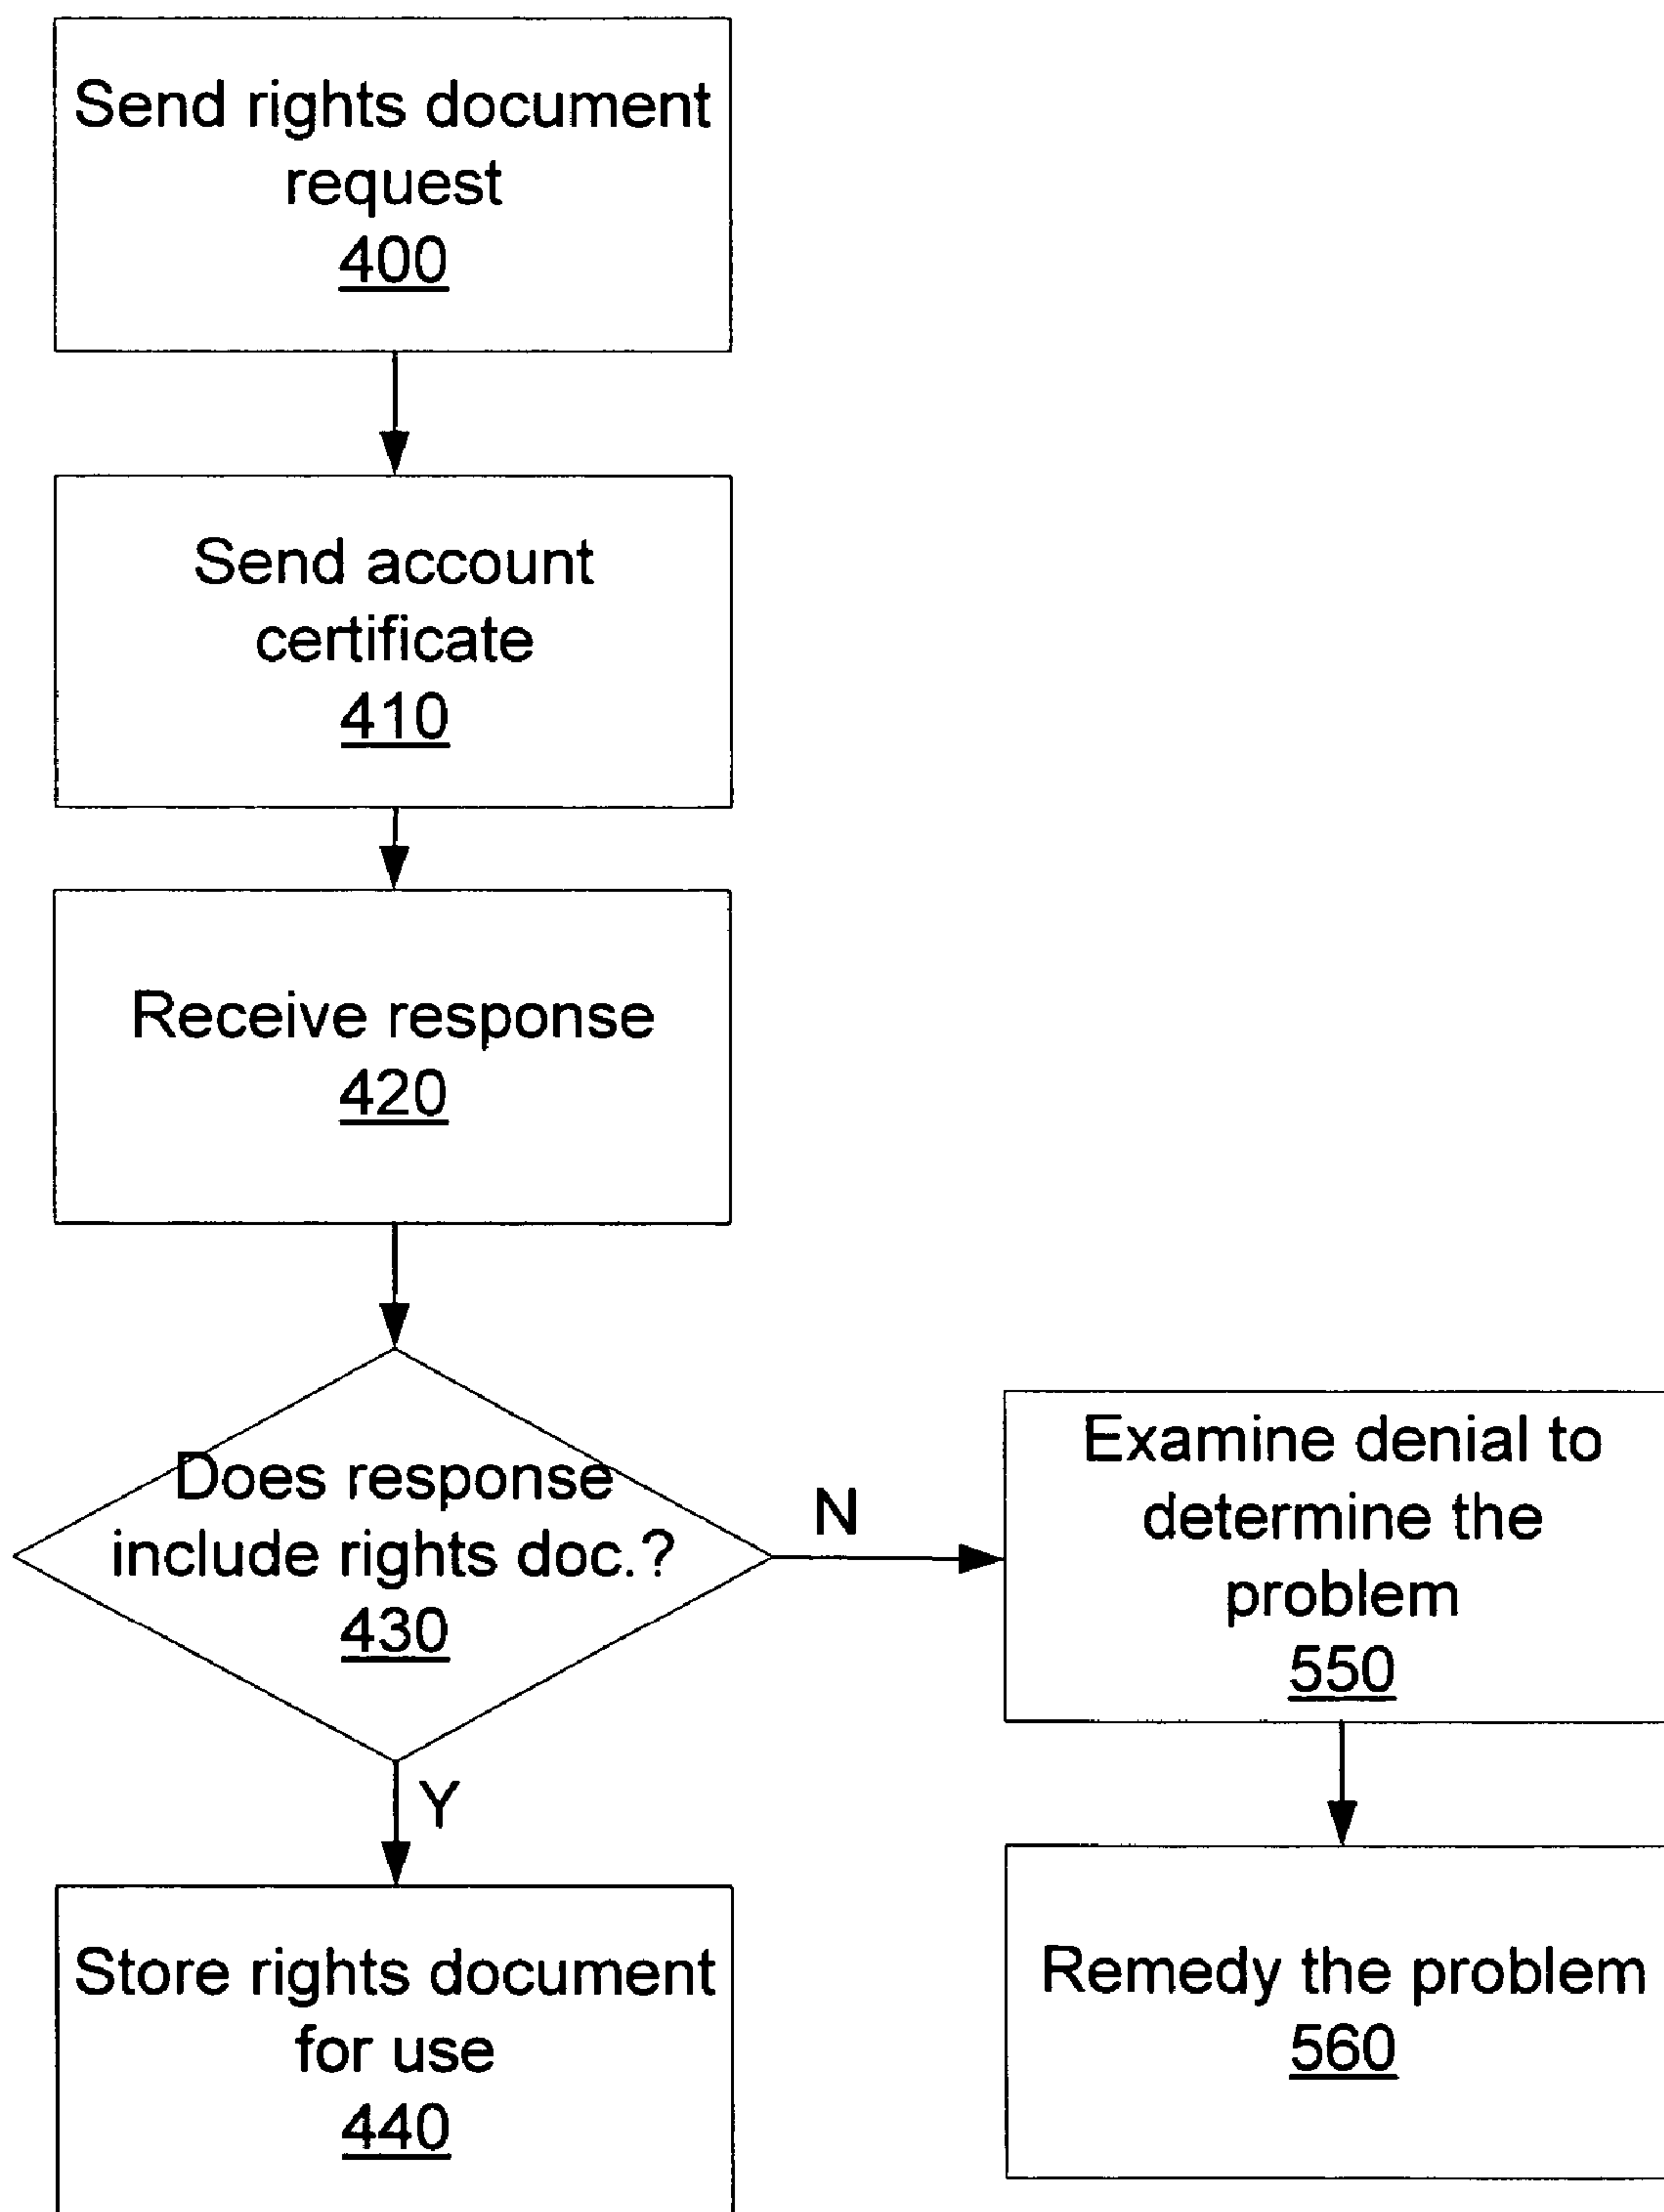 Send rights document
request
400
Send account
certificate
410
Receive response
420
Does response
include rights doc.?
430
N
Examine denial to
determine the
problem
550
Y
Store rights document
for use
440
Remedy the problem
560